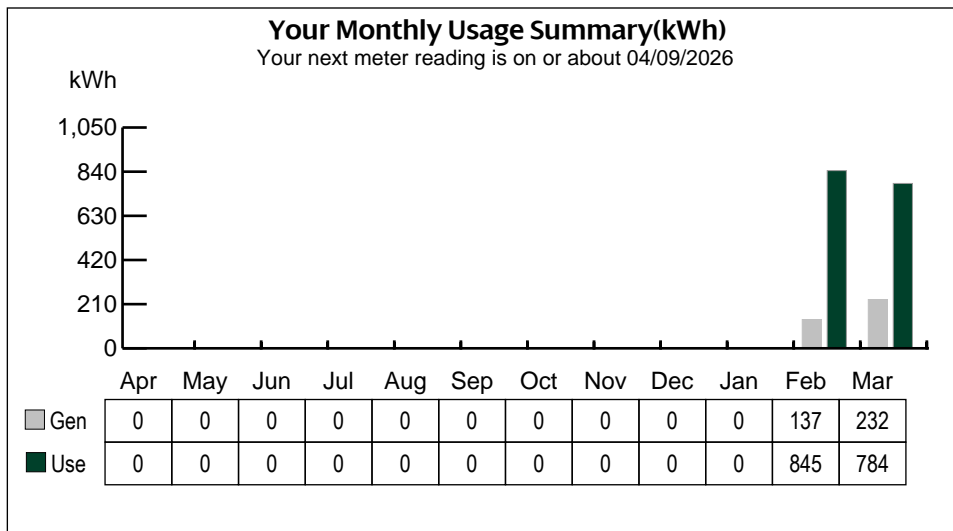 Your Monthly Usage Summary(kWh)
Your next meter reading is on or about 04/09/2026
kWh
1,050
840
630
420
210
0
Apr May Jun Jul Aug Sep Oct Nov Dec Jan Feb Mar
Gen 0 0 0 0 0 0 0 0 0 0 137 232
Use 0 0 0 0 0 0 0 0 0 0 845 784